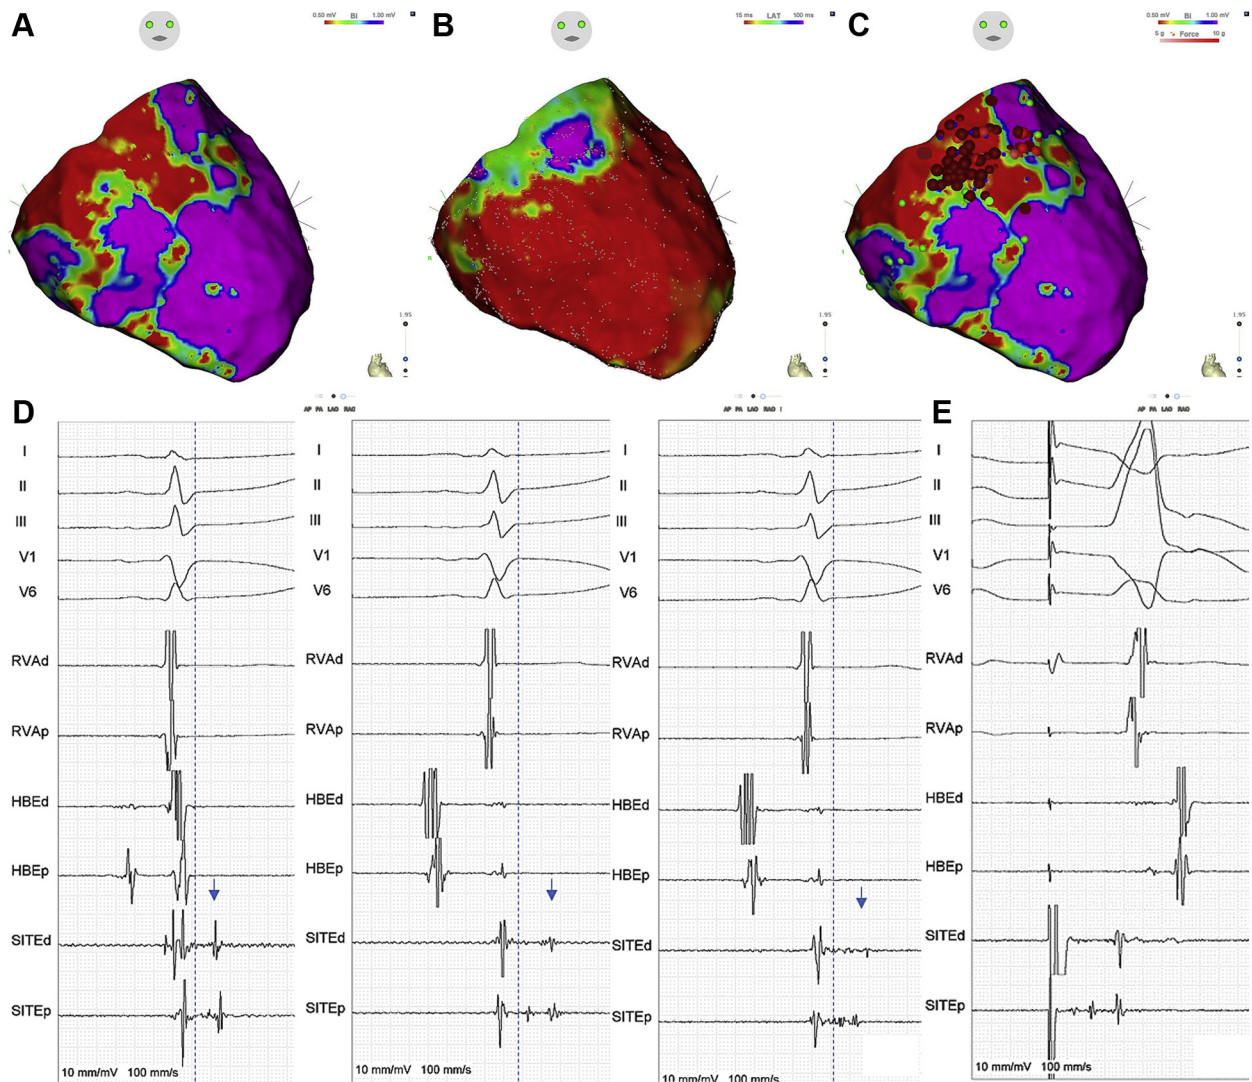 A
0.50 mV BI 1.00 mV
B
15 ms LAT 100 ms
C
0.50 mV BI 1.00 mV
5 g Force 10 g
R
1.95
1.95
1.95
D
AP PA LAO RAO
AP PA LAO RAO I
E
AP PA LAO RAO
I
II
III
V1
V6
RVAd
RVAp
HBEd
HBEp
SITEd
SITEp
10 mm/mV 100 mm/s
I
II
III
V1
V6
RVAd
RVAp
HBEd
HBEp
SITEd
SITEp
10 mm/mV 100 mm/s
I
II
III
V1
V6
RVAd
RVAp
HBEd
HBEp
SITEd
SITEp
10 mm/mV 100 mm/s
I
II
III
V1
V6
RVAd
RVAp
HBEd
HBEp
SITEd
SITEp
10 mm/mV 100 mm/s